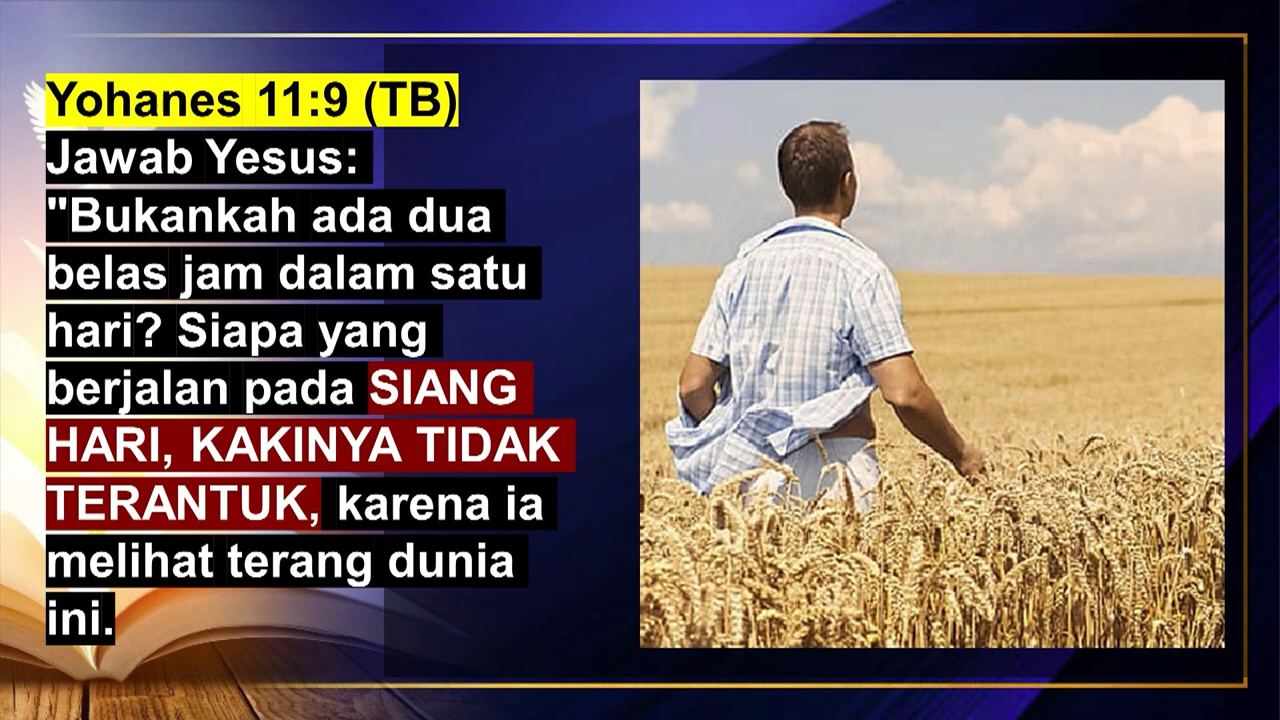 Yohanes 11:9 (TB)
Jawab Yesus:
"Bukankah ada dua
belas jam dalam satu
hari? Siapa yang
berjalan pada SIANG
HARI, KAKINYA TIDAK
TERANTUK, karena ia
melihat terang dunia
ini.